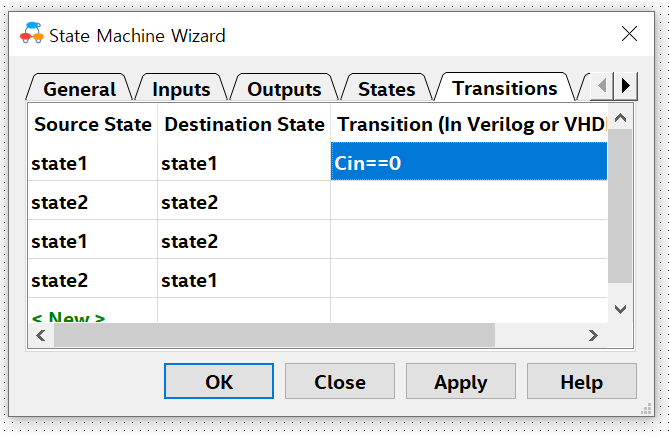 State Machine Wizard
General Inputs Outputs States Transitions
Source State Destination State Transition (In Verilog or VHD
state1 state1 Cin==0
state2 state2
state1 state2
state2 state1
< New >
OK Close Apply Help